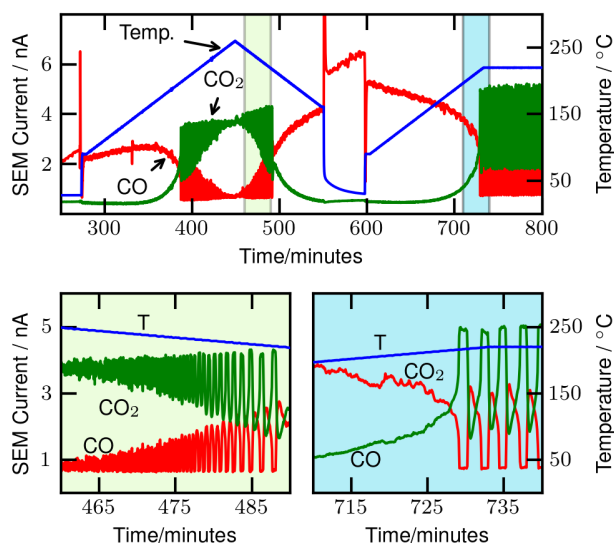 SEM Current / nA
6
4
2
Temp.
CO₂
CO
250
150
50
Temperature / °C
300 400 500 600 700 800
Time/minutes
SEM Current / nA
5
3
1
T
CO₂
CO
465 475 485
Time/minutes
T
CO₂
CO
250
150
50
Temperature / °C
715 725 735
Time/minutes